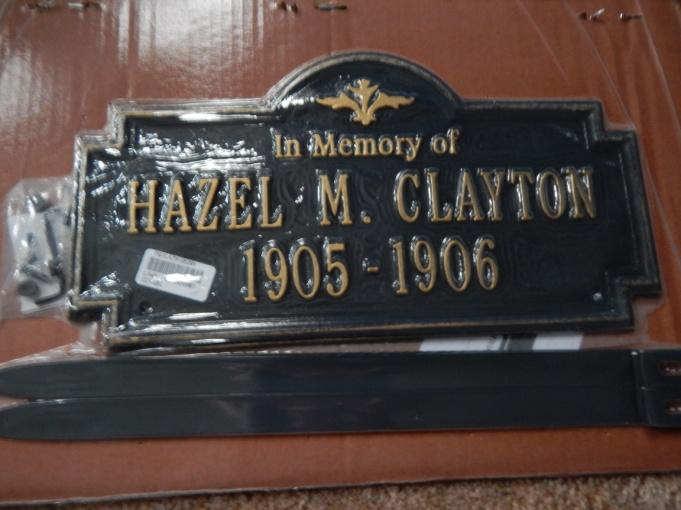 In Memory of
HAZEL M. CLAYTON
1905 - 1906